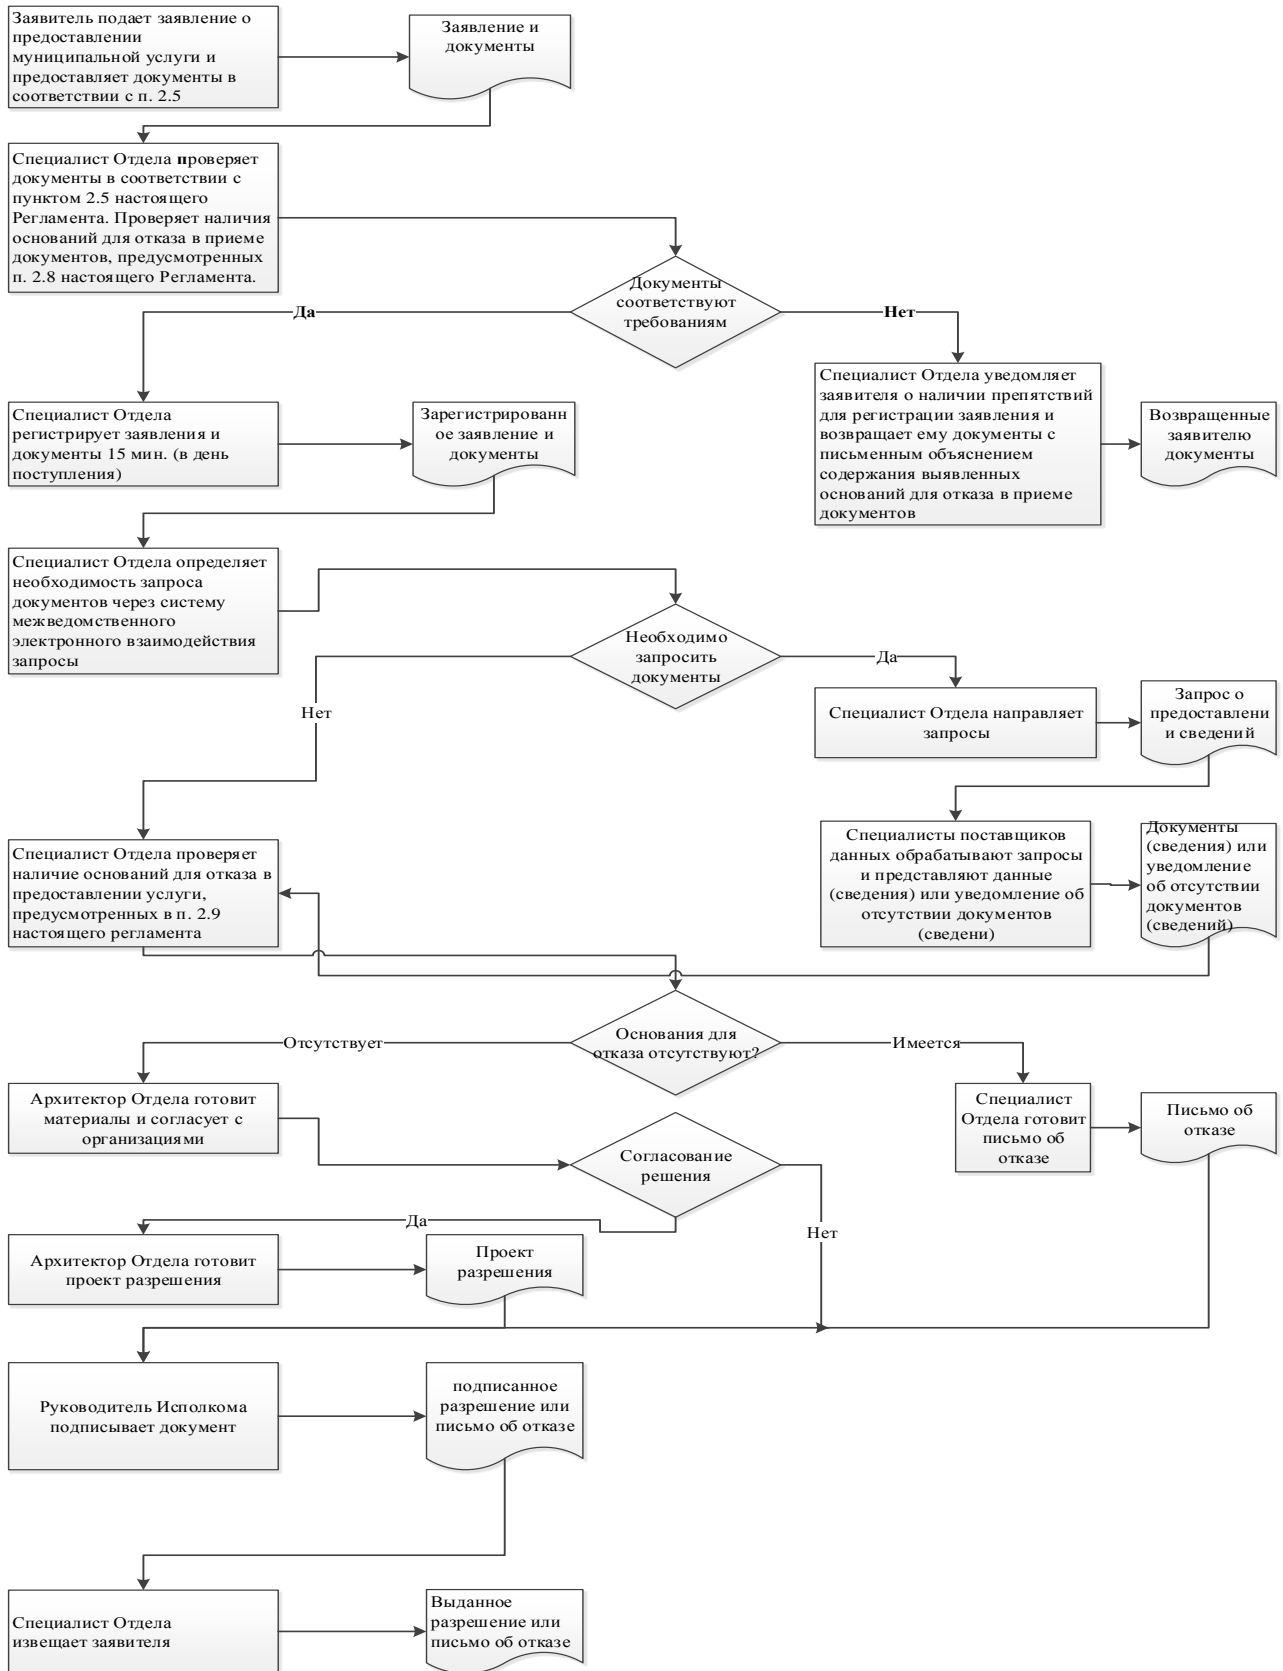 Заявитель подает заявление о
предоставлении
муниципальной услуги и
предоставляет документы в
соответствии с п. 2.5
Заявление и
документы
Специалист Отдела проверяет
документы в соответствии с
пунктом 2.5 настоящего
Регламента. Проверяет наличия
оснований для отказа в приеме
документов, предусмотренных
п. 2.8 настоящего Регламента.
Документы
соответствуют
требованиям
Да
Нет
Специалист Отдела
регистрирует заявления и
документы 15 мин. (в день
поступления)
Зарегистрированн
ое заявление и
документы
Специалист Отдела уведомляет
заявителя о наличии препятствий
для регистрации заявления и
возвращает ему документы с
письменным объяснением
содержания выявленных
оснований для отказа в приеме
документов
Возвращенные
заявителю
документы
Специалист Отдела определяет
необходимость запроса
документов через систему
межведомственного
электронного взаимодействия
запросы
Необходимо
запросить
документы
Да
Нет
Специалист Отдела направляет
запросы
Запрос о
предоставлени
и сведений
Специалист Отдела проверяет
наличие оснований для отказа в
предоставлении услуги,
предусмотренных в п. 2.9
настоящего регламента
Специалисты поставщиков
данных обрабатывают запросы
и представляют данные
(сведения) или уведомление об
отсутствии документов
(сведени)
Документы
(сведения) или
уведомление
об отсутствии
документов
(сведений)
Основания для
отказа отсутствуют?
Отсутствует
Имеется
Архитектор Отдела готовит
материалы и согласует с
организациями
Согласование
решения
Специалист
Отдела готовит
письмо об
отказе
Письмо об
отказе
Да
Нет
Архитектор Отдела готовит
проект разрешения
Проект
разрешения
Руководитель Исполкома
подписывает документ
подписанное
разрешение или
письмо об отказе
Специалист Отдела
извещает заявителя
Выданное
разрешение или
письмо об отказе